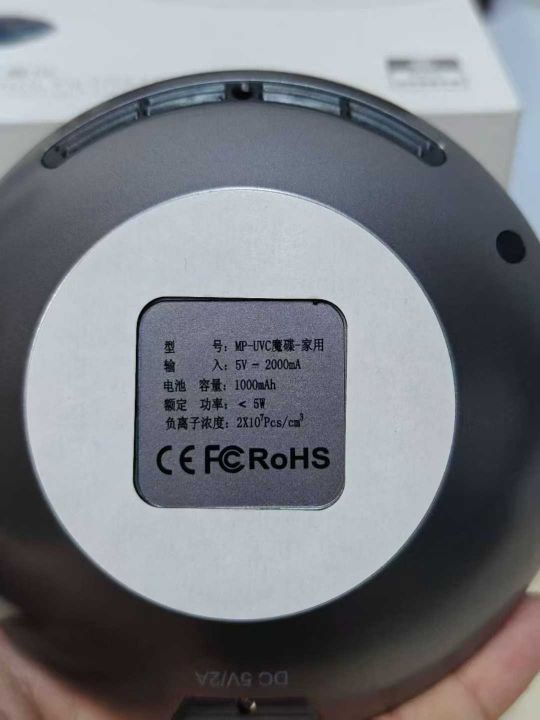 型 号: MP-UVC魔碟-家用
输 入: 5V = 2000mA
电池 容量: 1000mAh
额定 功率: < 5W
负离子浓度: 2X10⁷Pcs/cm³
CE FC RoHS
DC 5V/2A